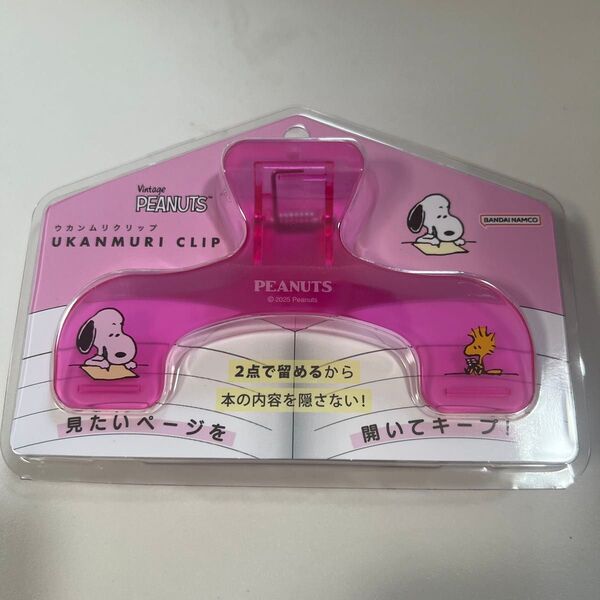 Vintage
PEANUTS™
ウカンムリクリップ
UKANMURI CLIP
BANDAI NAMCO
PEANUTS
© 2025 Peanuts
2点で留めるから
本の内容を隠さない!
見たいページを
開いてキープ!